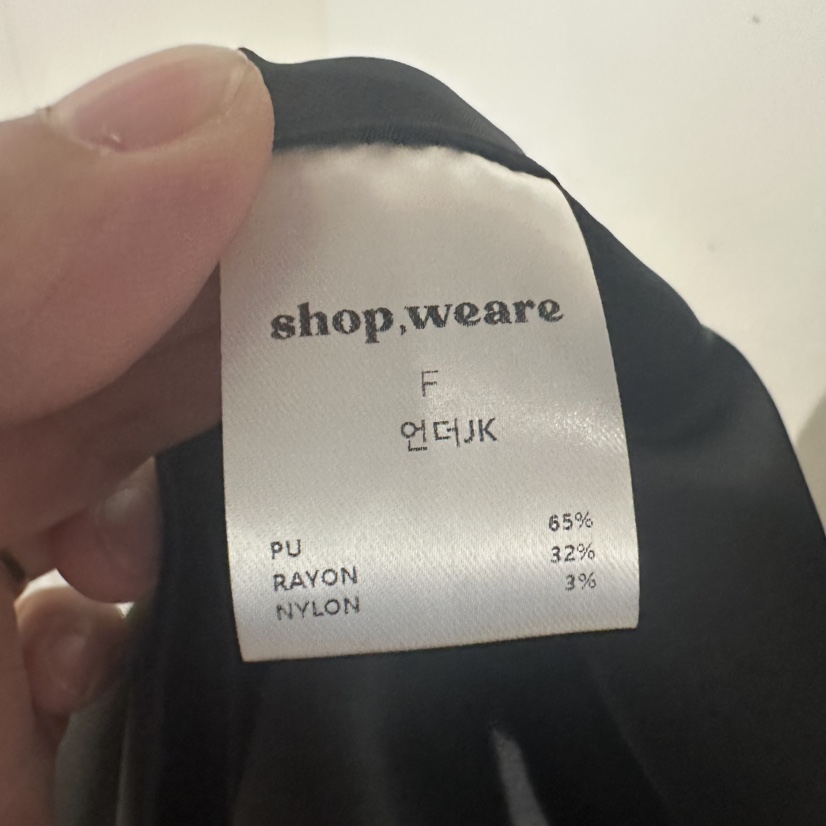 shop,weare
F
언더JK
PU 65%
RAYON 32%
NYLON 3%